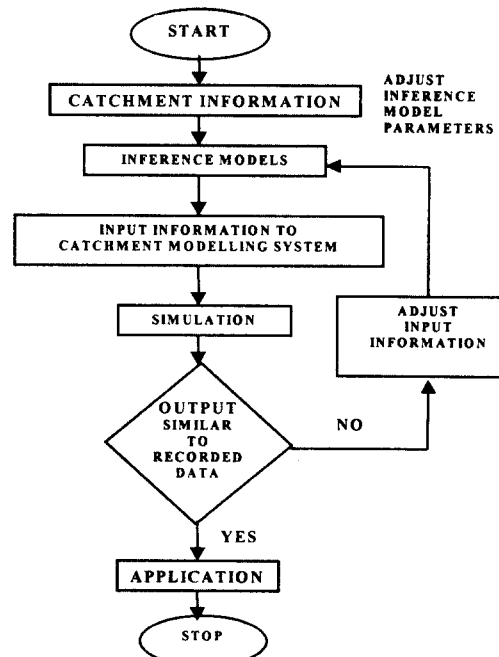 START
CATCHMENT INFORMATION
ADJUST
INFERENCE
MODEL
PARAMETERS
INFERENCE MODELS
INPUT INFORMATION TO
CATCHMENT MODELLING SYSTEM
SIMULATION
ADJUST
INPUT
INFORMATION
OUTPUT
SIMILAR
TO
RECORDED
DATA
NO
YES
APPLICATION
STOP